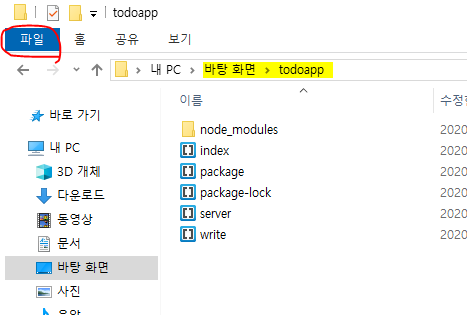 todoapp
파일 홈 공유 보기
내 PC > 바탕 화면 > todoapp
이름 수정한
바로 가기
node_modules 2020
내 PC
index 2020
3D 개체
package 2020
다운로드
package-lock 2020
동영상
server 2020
문서
write 2020
바탕 화면
사진
음악